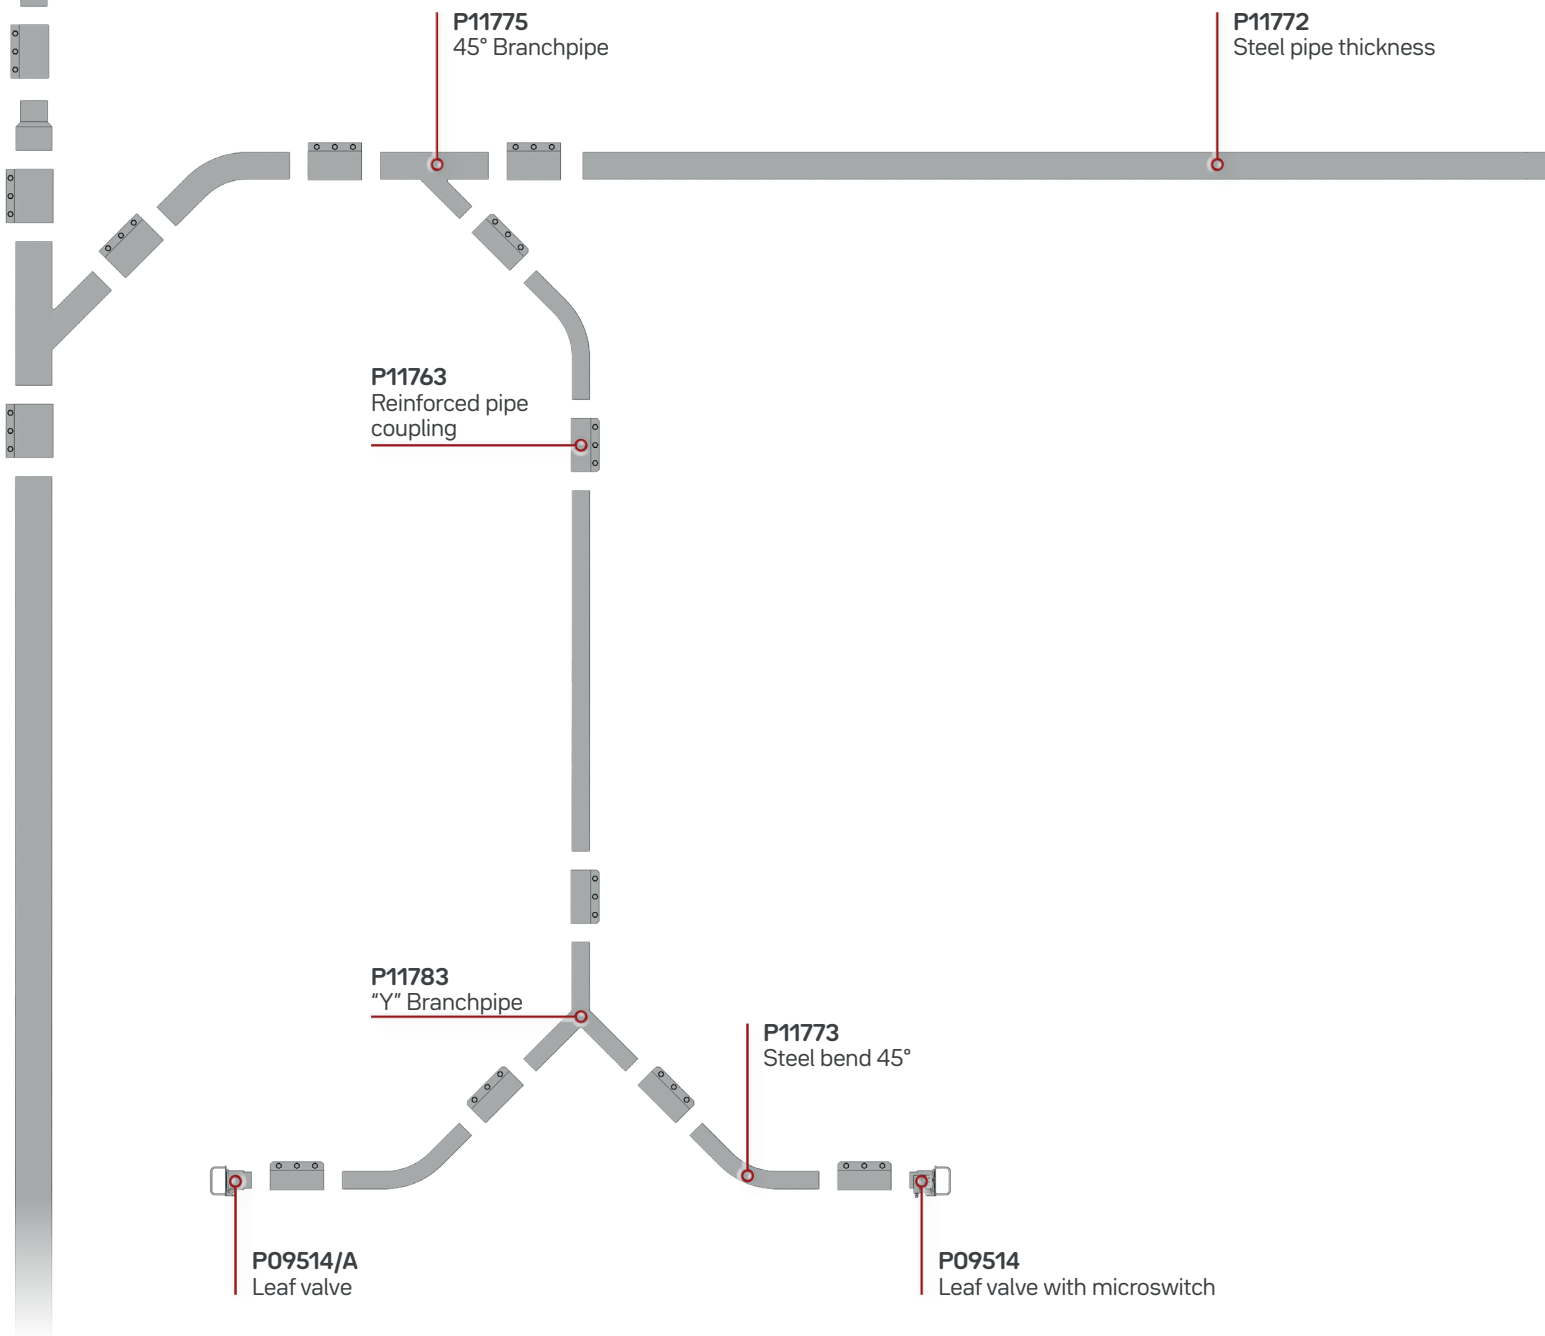 P11775
45° Branchpipe
P11772
Steel pipe thickness
P11763
Reinforced pipe
coupling
P11783
“Y” Branchpipe
P11773
Steel bend 45°
P09514/A
Leaf valve
P09514
Leaf valve with microswitch